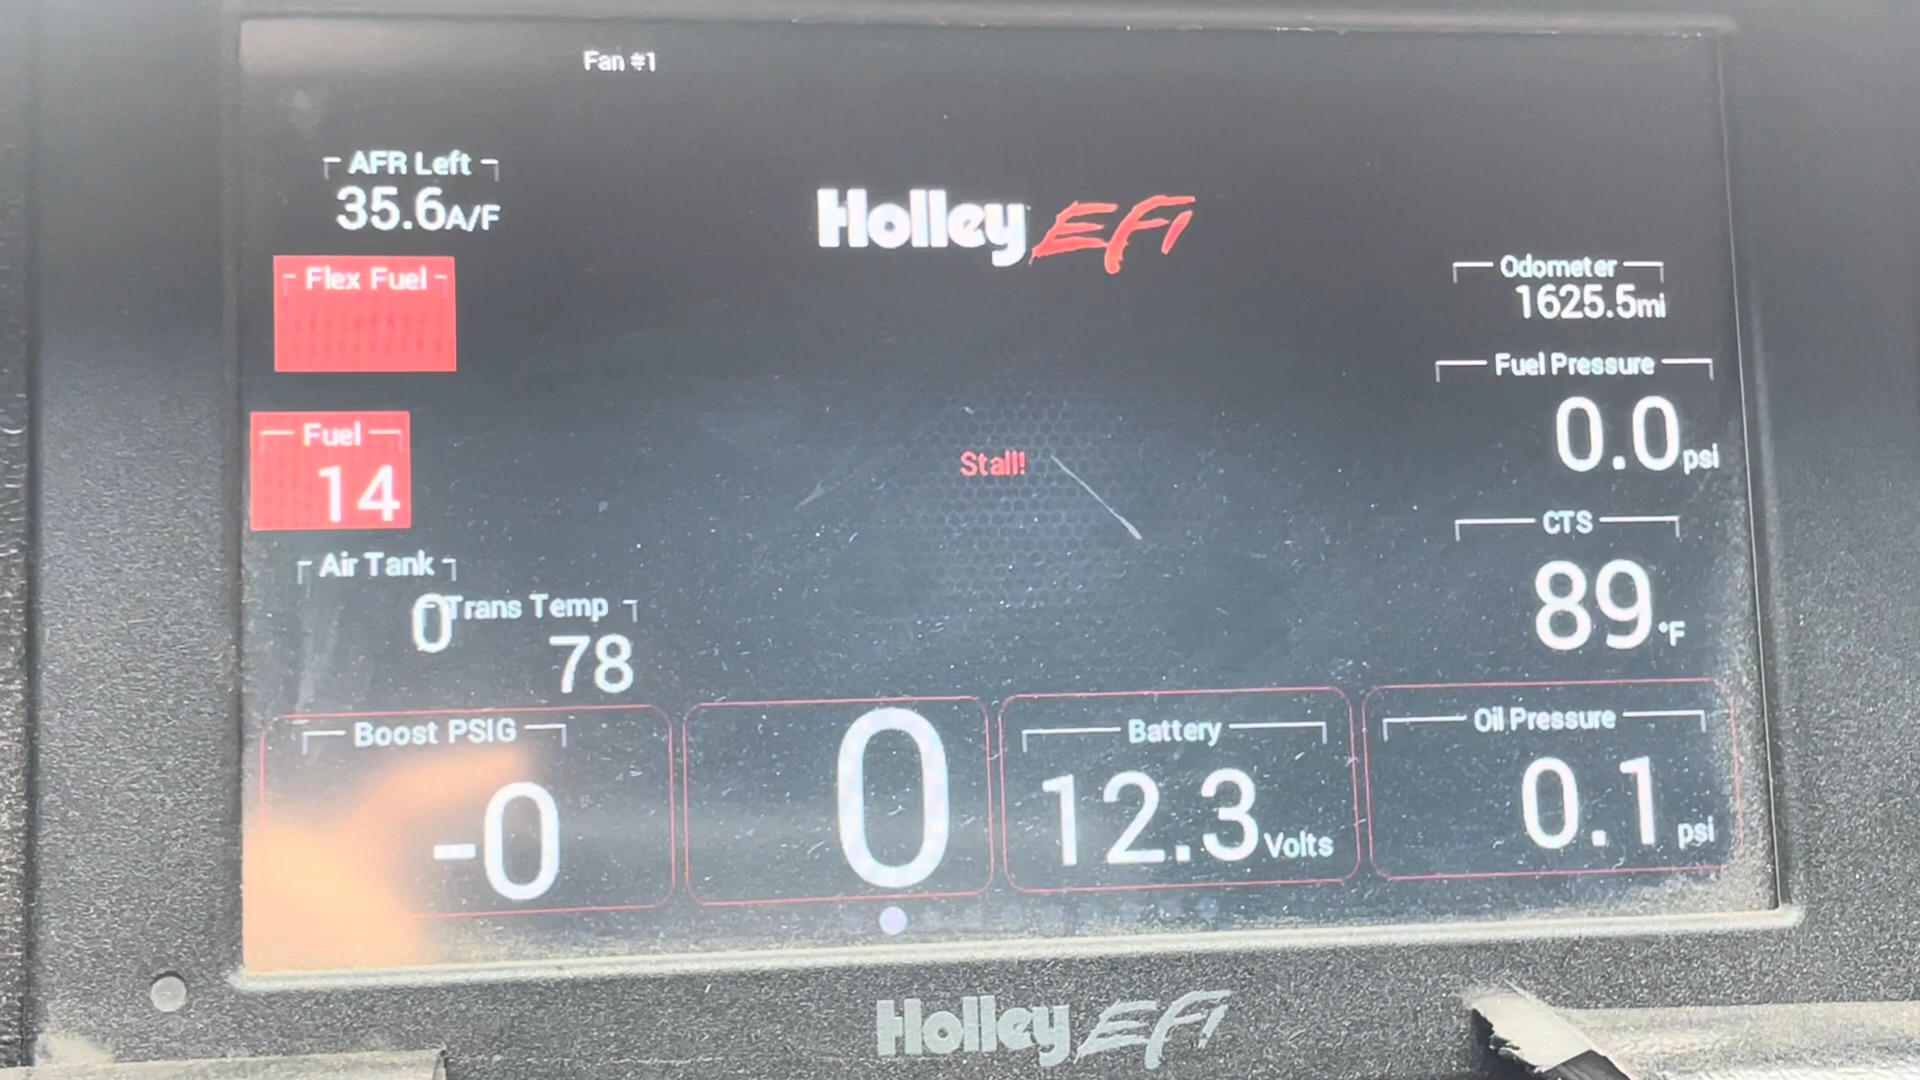 Fan #1
AFR Left
35.6A/F
Holley EFI
Flex Fuel
Odometer
1625.5mi
Fuel Pressure
0.0psi
Fuel
14
Stall!
CTS
89°F
Air Tank
0
Trans Temp
78
Boost PSIG
-0
0
Battery
12.3Volts
Oil Pressure
0.1psi
Holley EFI